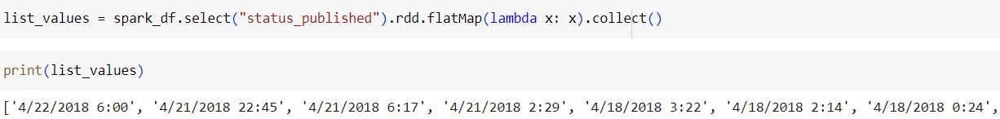 list_values = spark_df.select("status_published").rdd.flatMap(lambda x: x).collect()
print(list_values)
['4/22/2018 6:00', '4/21/2018 22:45', '4/21/2018 6:17', '4/21/2018 2:29', '4/18/2018 3:22', '4/18/2018 2:14', '4/18/2018 0:24',